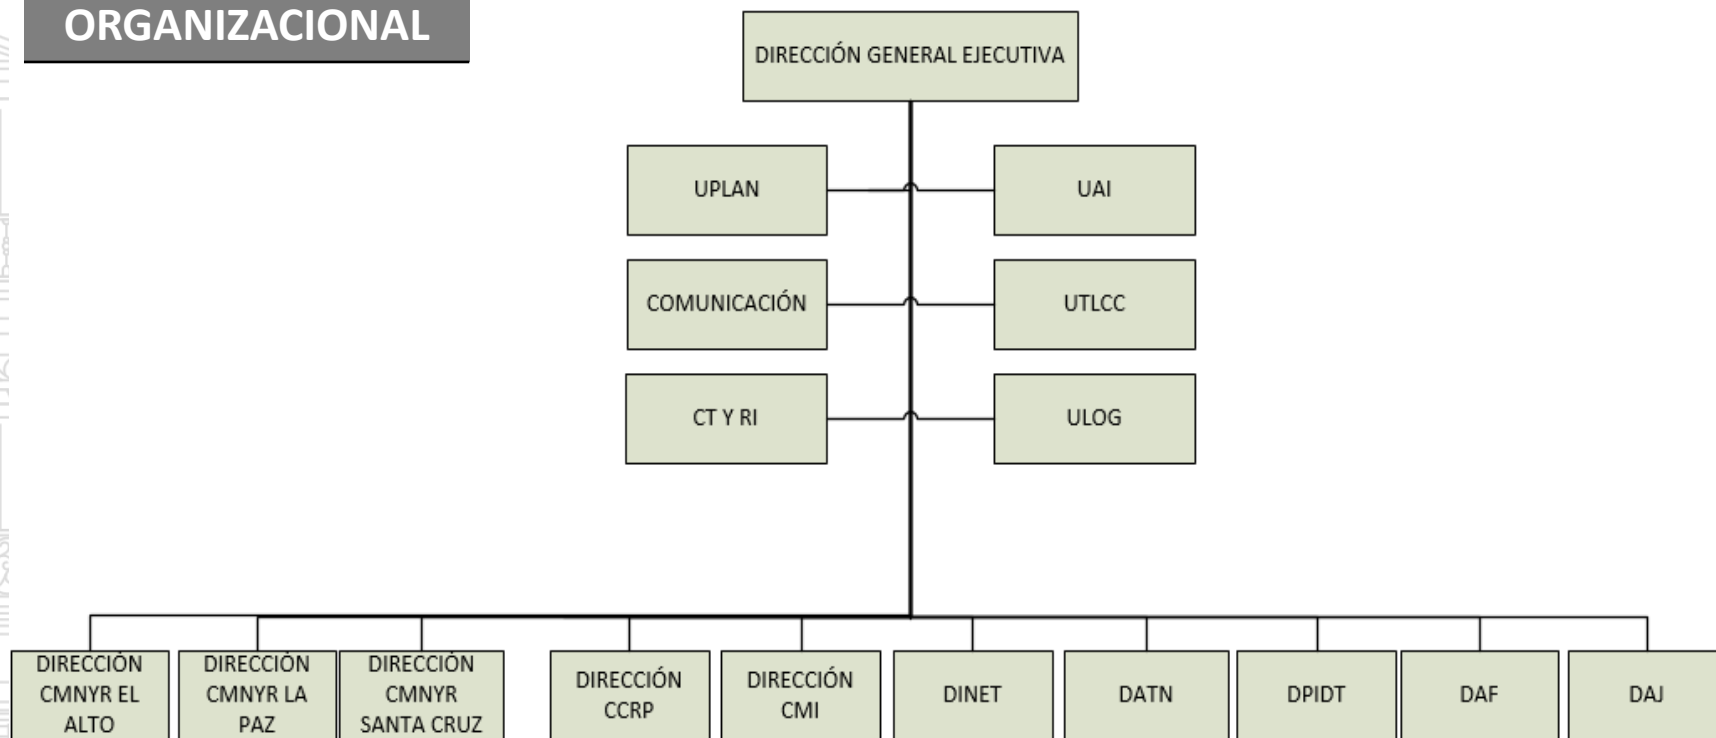 ORGANIZACIONAL
DIRECCIÓN GENERAL EJECUTIVA
UPLAN
UAI
COMUNICACIÓN
UTLCC
CT Y RI
ULOG
DIRECCIÓN
CMNYR EL
ALTO
DIRECCIÓN
CMNYR LA
PAZ
DIRECCIÓN
CMNYR
SANTA CRUZ
DIRECCIÓN
CCRP
DIRECCIÓN
CMI
DINET
DATN
DPIDT
DAF
DAJ